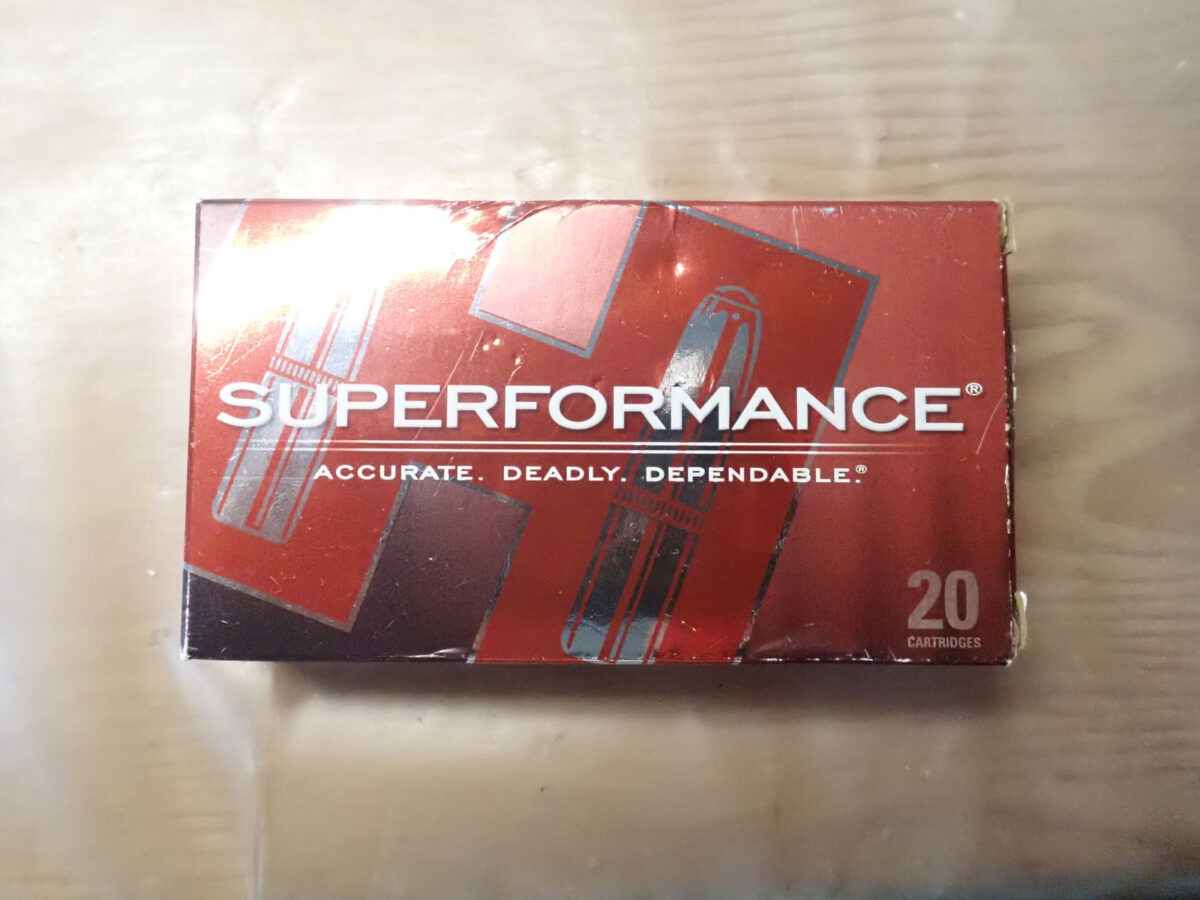 SUPERFORMANCE®
ACCURATE. DEADLY. DEPENDABLE.®
20
CARTRIDGES